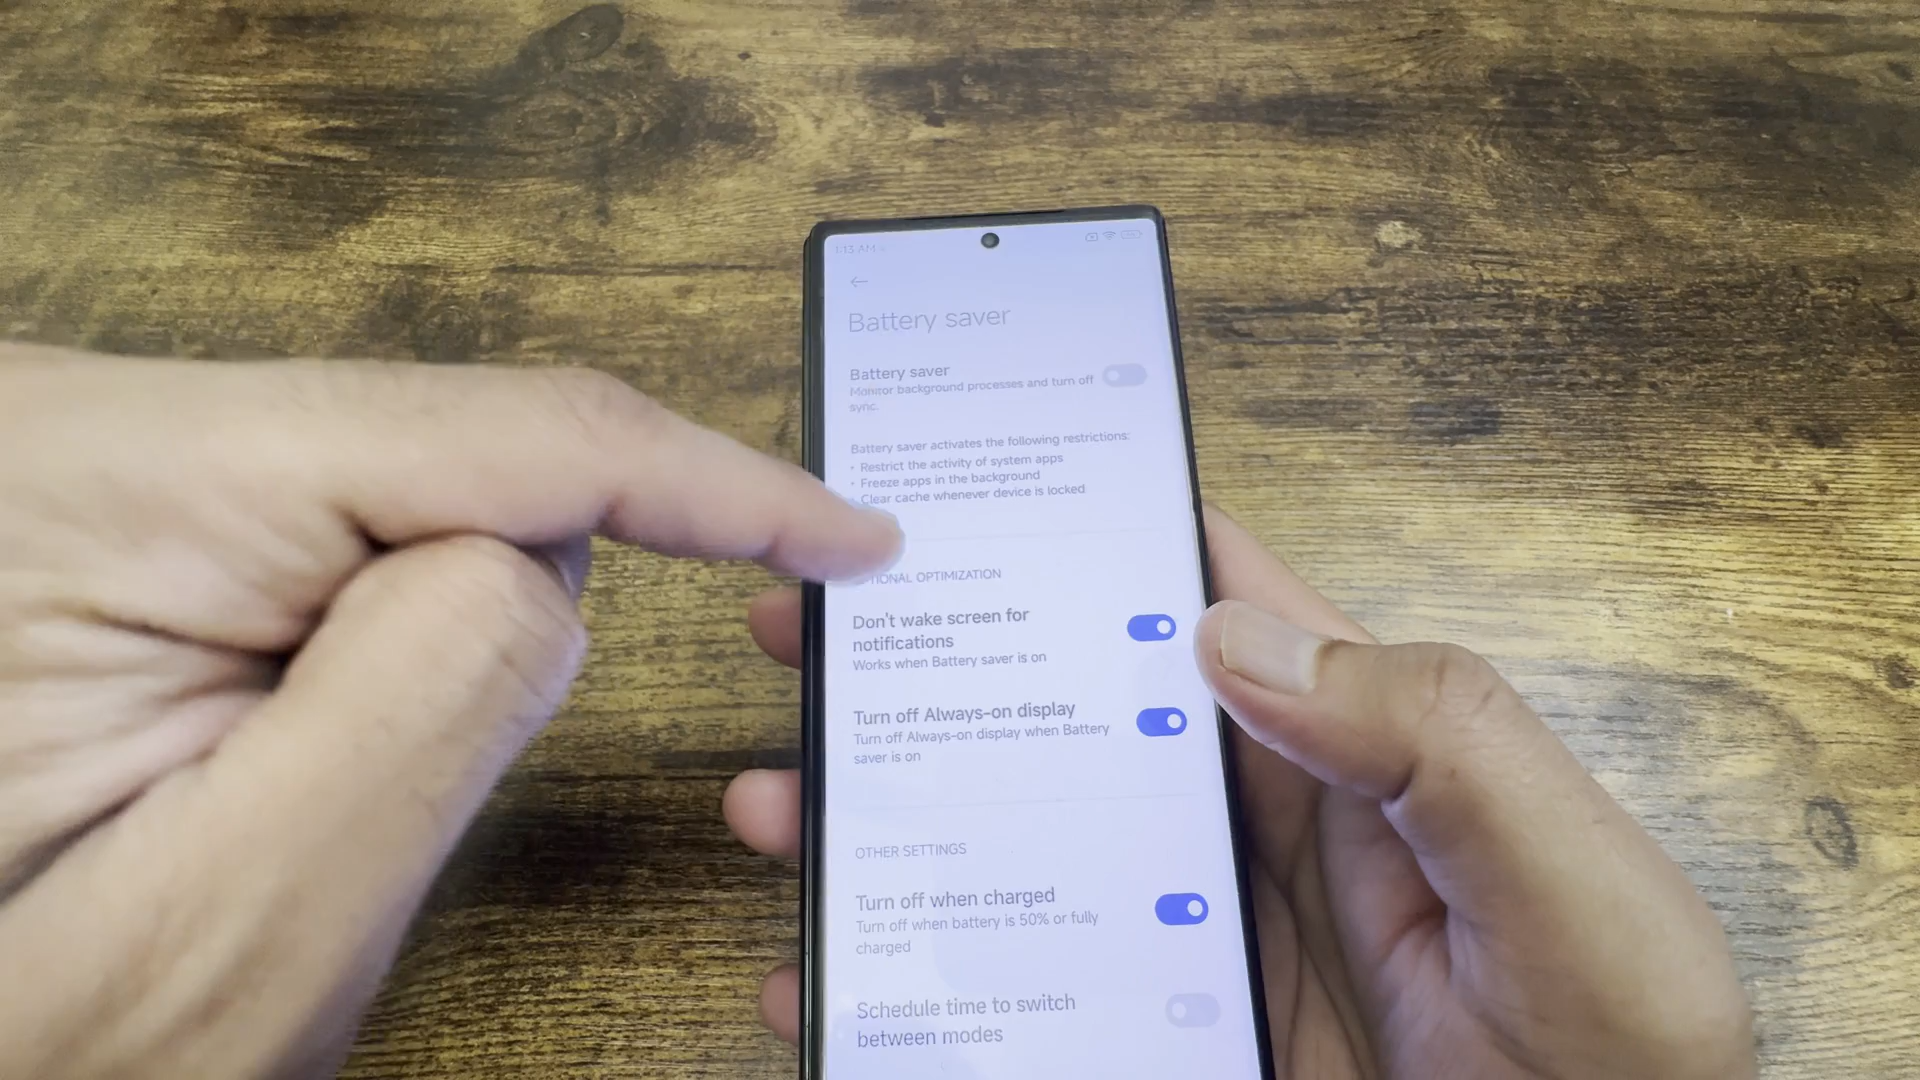 1:13 AM
Battery saver
Battery saver
Monitor background processes and turn off
sync.
Battery saver activates the following restrictions:
• Restrict the activity of system apps
• Freeze apps in the background
• Clear cache whenever device is locked
TIONAL OPTIMIZATION
Don't wake screen for
notifications
Works when Battery saver is on
Turn off Always-on display
Turn off Always-on display when Battery
saver is on
OTHER SETTINGS
Turn off when charged
Turn off when battery is 50% or fully
charged
Schedule time to switch
between modes